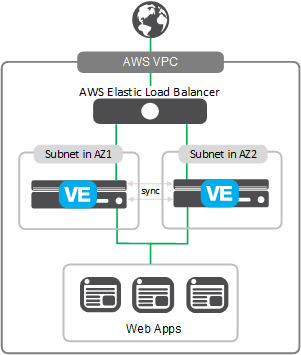 AWS VPC
AWS Elastic Load Balancer
Subnet in AZ1
Subnet in AZ2
VE
sync
VE
Web Apps